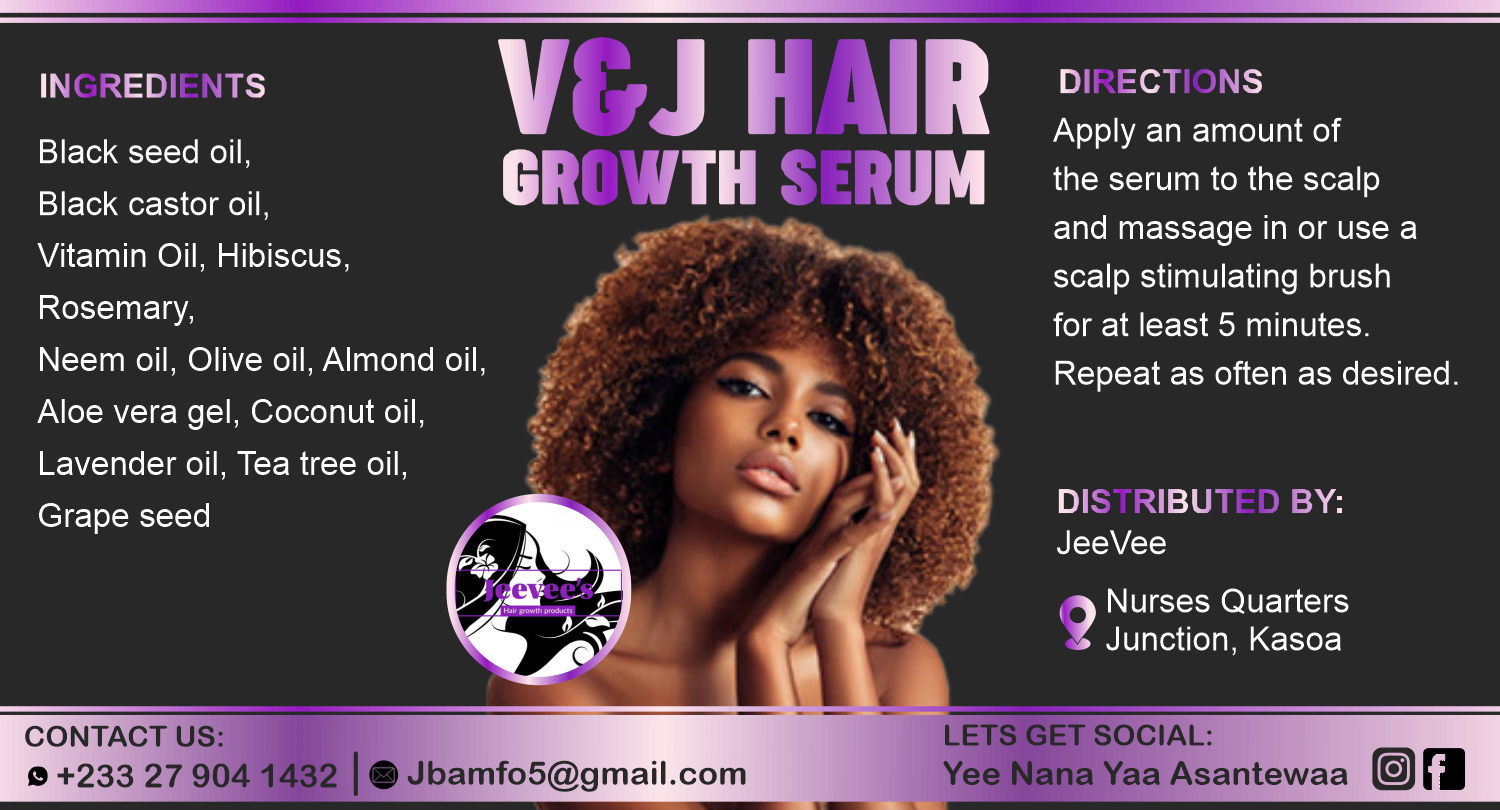 V&J HAIR
GROWTH SERUM
INGREDIENTS
Black seed oil,
Black castor oil,
Vitamin Oil, Hibiscus,
Rosemary,
Neem oil, Olive oil, Almond oil,
Aloe vera gel, Coconut oil,
Lavender oil, Tea tree oil,
Grape seed
Jeevee's
Hair growth products
DIRECTIONS
Apply an amount of
the serum to the scalp
and massage in or use a
scalp stimulating brush
for at least 5 minutes.
Repeat as often as desired.
DISTRIBUTED BY:
JeeVee
Nurses Quarters
Junction, Kasoa
CONTACT US:
+233 27 904 1432 | Jbamfo5@gmail.com
LETS GET SOCIAL:
Yee Nana Yaa Asantewaa